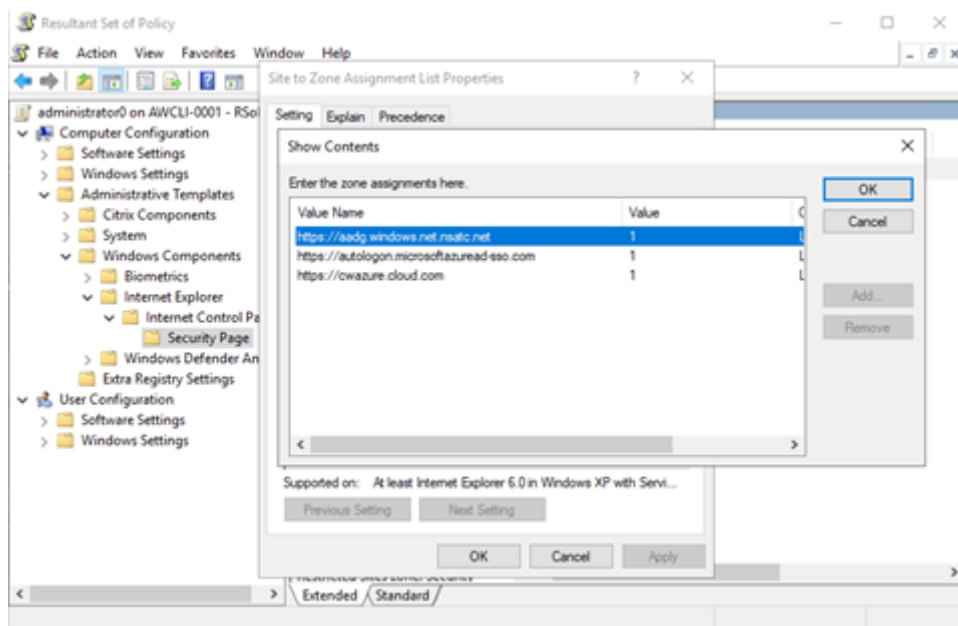 Resultant Set of Policy
File Action View Favorites Window Help
Site to Zone Assignment List Properties
administrator0 on AWCLI-0001 - RSo
Computer Configuration
Software Settings
Windows Settings
Administrative Templates
Citrix Components
System
Windows Components
Biometrics
Internet Explorer
Internet Control Pa
Security Page
Windows Defender An
Extra Registry Settings
User Configuration
Software Settings
Windows Settings
Setting Explain Precedence
Show Contents
Enter the zone assignments here.
Value Name Value
https://aadg.windows.net.nsatc.net 1
https://autologon.microsoftazuread-sso.com 1
https://cwazure.cloud.com 1
OK
Cancel
Add...
Remove
Supported on: At least Internet Explorer 6.0 in Windows XP with Servi...
Previous Setting Next Setting
OK Cancel Apply
Extended Standard